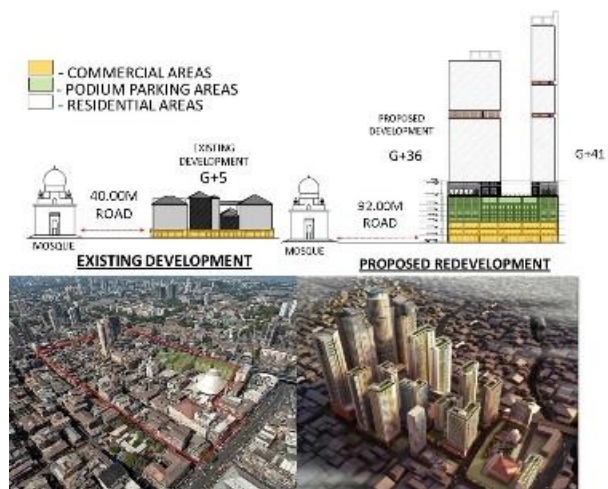 - COMMERCIAL AREAS
- PODIUM PARKING AREAS
- RESIDENTIAL AREAS
EXISTING
DEVELOPMENT
G+5
40.00M
ROAD
MOSQUE
EXISTING DEVELOPMENT
PROPOSED
DEVELOPMENT
G+36
G+41
92.00M
ROAD
MOSQUE
PROPOSED REDEVELOPMENT